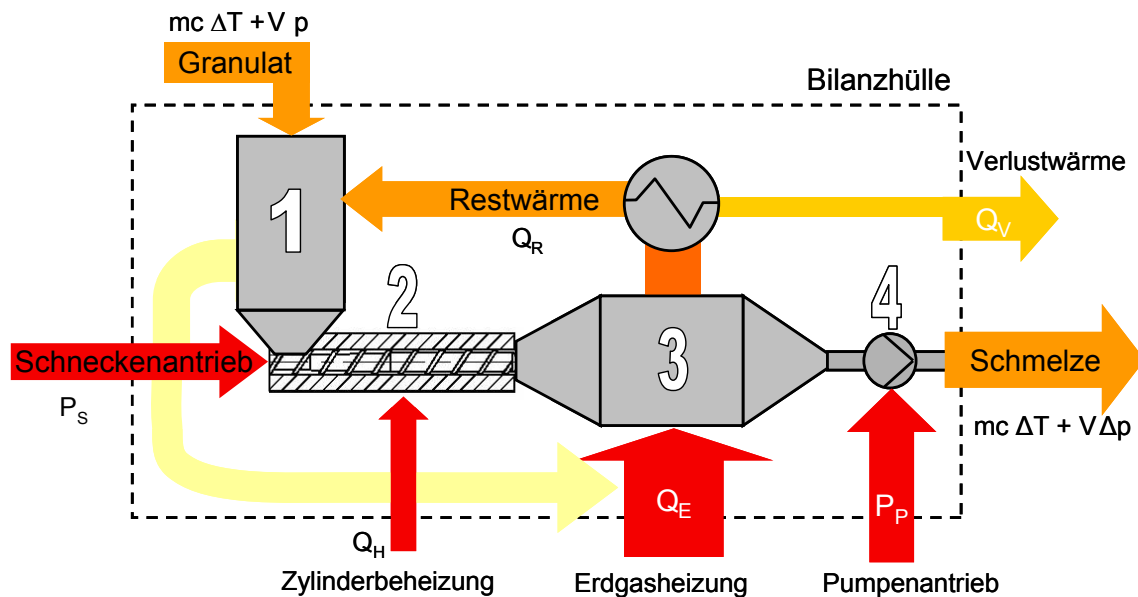 mc ΔT + V p
Granulat
Bilanzhülle
Verlustwärme
1
Restwärme
Q_R
Q_V
2
4
3
Schneckenantrieb
P_S
Schmelze
mc ΔT + V Δp
Q_H
Q_E
P_P
Zylinderbeheizung
Erdgasheizung
Pumpenantrieb